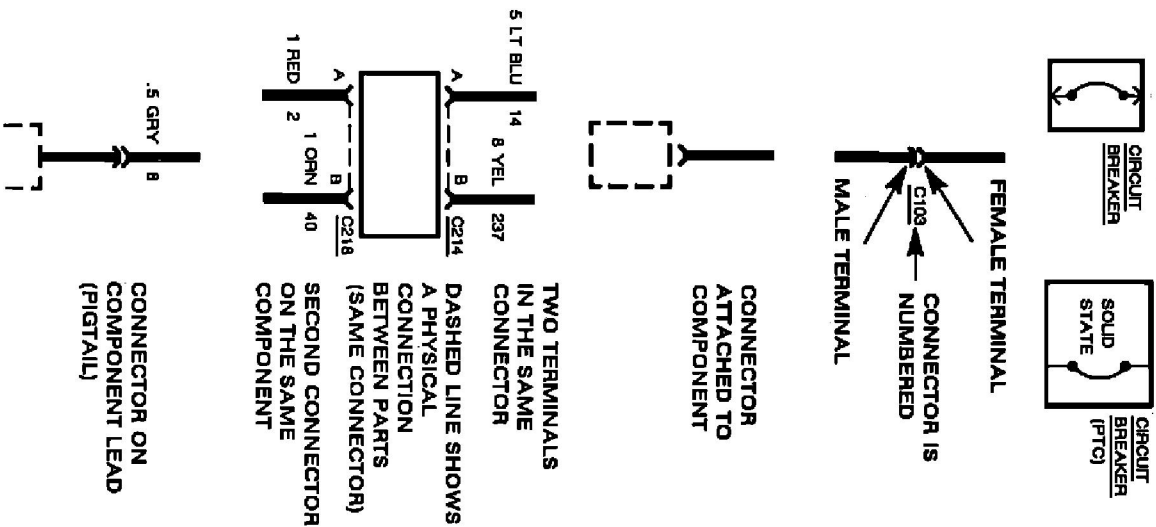 CIRCUIT
BREAKER
SOLID
STATE
CIRCUIT
BREAKER
(PTC)
FEMALE TERMINAL
C103
CONNECTOR IS
NUMBERED
MALE TERMINAL
CONNECTOR
ATTACHED TO
COMPONENT
5 LT BLU
14
8 YEL
237
A
B
C214
A
B
C218
1 RED
2
1 ORN
40
TWO TERMINALS
IN THE SAME
CONNECTOR
DASHED LINE SHOWS
A PHYSICAL
CONNECTION
BETWEEN PARTS
(SAME CONNECTOR)
SECOND CONNECTOR
ON THE SAME
COMPONENT
.5 GRY
8
CONNECTOR ON
COMPONENT LEAD
(PIGTAIL)